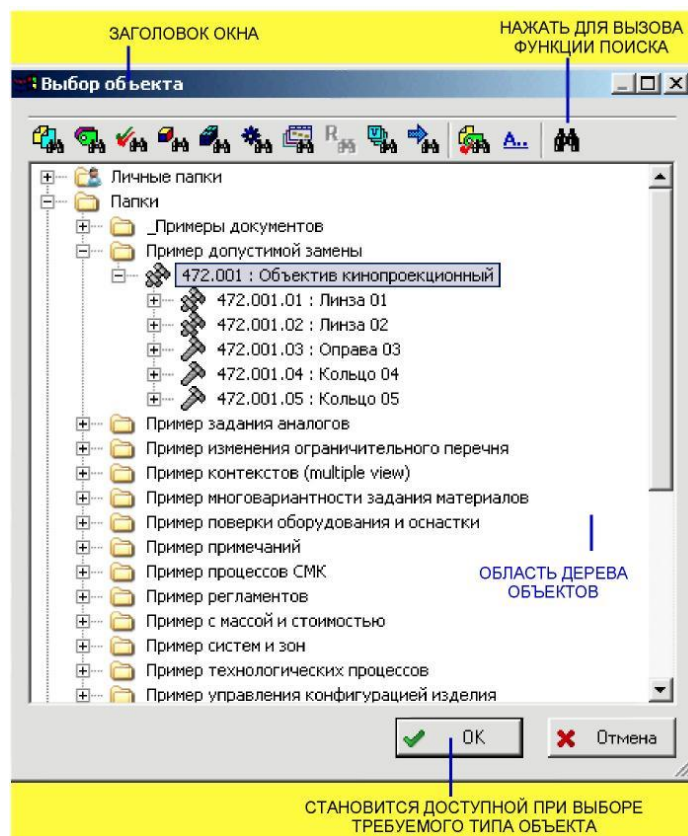 ЗАГОЛОВОК ОКНА
НАЖАТЬ ДЛЯ ВЫЗОВА
ФУНКЦИИ ПОИСКА
Выбор объекта
R
V
A..
Личные папки
Папки
_Примеры документов
Пример допустимой замены
472.001 : Объектив кинопроекционный
472.001.01 : Линза 01
472.001.02 : Линза 02
472.001.03 : Оправа 03
472.001.04 : Кольцо 04
472.001.05 : Кольцо 05
Пример задания аналогов
Пример изменения ограничительного перечня
Пример контекстов (multiple view)
Пример многовариантности задания материалов
Пример поверки оборудования и оснастки
Пример примечаний
Пример процессов СМК
Пример регламентов
Пример с массой и стоимостью
Пример систем и зон
Пример технологических процессов
Пример управления конфигурацией изделия
ОБЛАСТЬ ДЕРЕВА
ОБЪЕКТОВ
OK
Отмена
СТАНОВИТСЯ ДОСТУПНОЙ ПРИ ВЫБОРЕ
ТРЕБУЕМОГО ТИПА ОБЪЕКТА